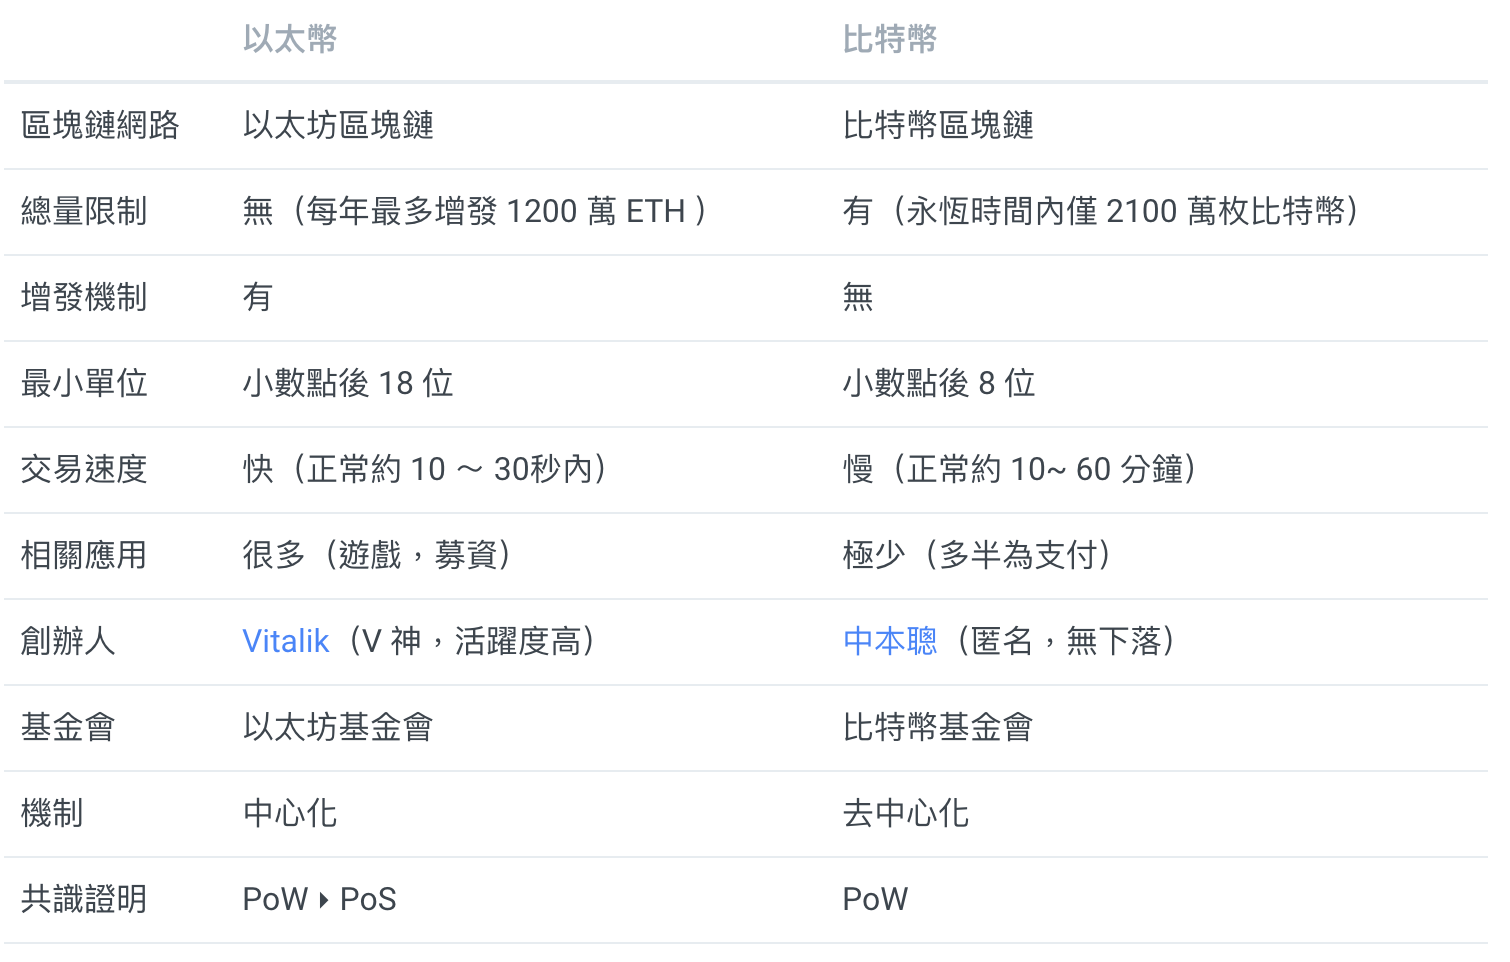 以太幣 比特幣
區塊鏈網路 以太坊區塊鏈 比特幣區塊鏈
總量限制 無（每年最多增發 1200 萬 ETH ） 有（永恆時間內僅 2100 萬枚比特幣）
增發機制 有 無
最小單位 小數點後 18 位 小數點後 8 位
交易速度 快（正常約 10 ～ 30秒內） 慢（正常約 10~ 60 分鐘）
相關應用 很多（遊戲，募資） 極少（多半為支付）
創辦人 Vitalik（V 神，活躍度高） 中本聰（匿名，無下落）
基金會 以太坊基金會 比特幣基金會
機制 中心化 去中心化
共識證明 PoW ▸ PoS PoW